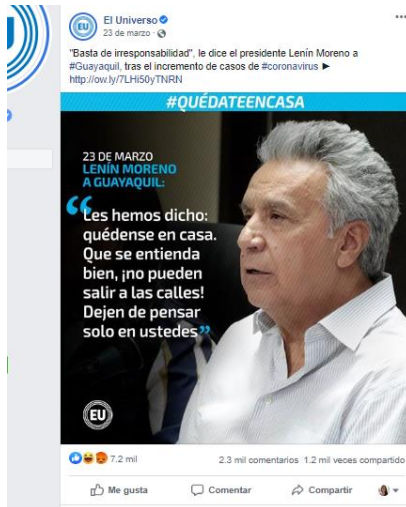 El Universo
23 de marzo ·
"Basta de irresponsabilidad", le dice el presidente Lenín Moreno a
#Guayaquil, tras el incremento de casos de #coronavirus ►
http://ow.ly/7LHi50yTNRN
#QUÉDATEENCASA
23 DE MARZO
LENÍN MORENO
A GUAYAQUIL:
“Les hemos dicho:
quédense en casa.
Que se entienda
bien, ¡no pueden
salir a las calles!
Dejen de pensar
solo en ustedes”
EU
7.2 mil
2.3 mil comentarios 1.2 mil veces compartido
Me gusta Comentar Compartir